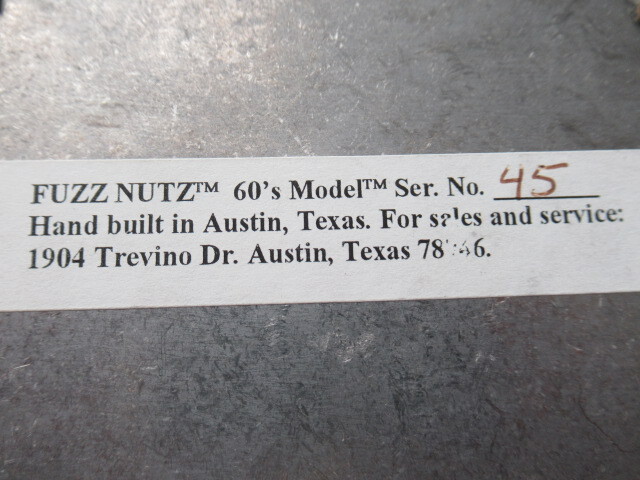 FUZZ NUTZ™ 60's Model™ Ser. No. 45
Hand built in Austin, Texas. For sales and service:
1904 Trevino Dr. Austin, Texas